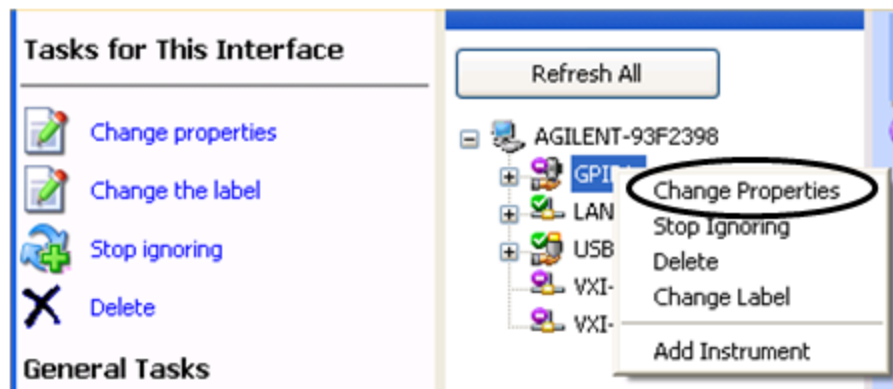 Tasks for This Interface
Change properties
Change the label
Stop ignoring
Delete
General Tasks
Refresh All
AGILENT-93F2398
LAN
USB
VXI-
VXI-
Change Properties
Stop Ignoring
Delete
Change Label
Add Instrument